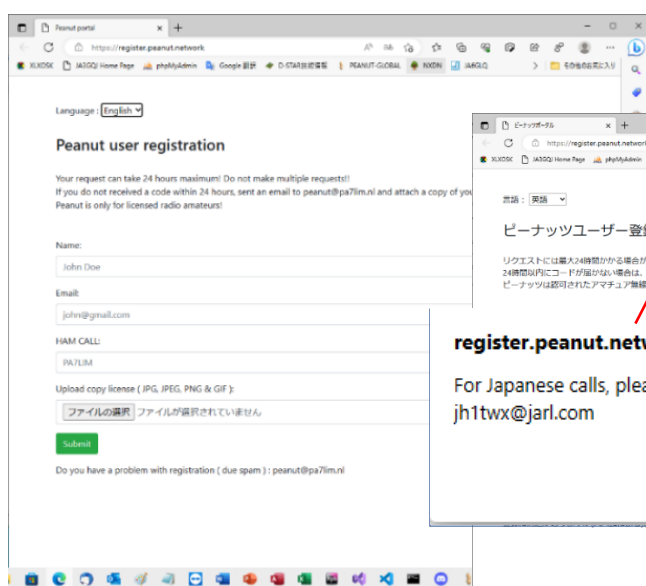 Peanut portal
https://register.peanut.network
XLXOSK JA3GQJ Home Page phpMyAdmin Google 翻訳 D-STAR PEANUT-GLOBAL NXDN JA6GLQ その他のお気に入り
Language : English
Peanut user registration
Your request can take 24 hours maximum! Do not make multiple requests!!
If you do not received a code within 24 hours, sent an email to peanut@pa7lim.nl and attach a copy of you
Peanut is only for licensed radio amateurs!
Name:
John Doe
Email:
john@gmail.com
HAM CALL:
PA7LIM
Upload copy license ( JPG, JPEG, PNG & GIF ):
ファイルの選択 ファイルが選択されていません
Submit
Do you have a problem with registration ( due spam ) : peanut@pa7lim.nl
ピーナッツポータル
https://register.peanut.network
XLXOSK JA3GQJ Home Page phpMyAdmin
言語 : 英語
ピーナッツユーザー登録
リクエストには最大24時間かかる場合が
24時間以内にコードが届かない場合は、
ピーナッツは認可されたアマチュア無線
register.peanut.netw
For Japanese calls, plea
jh1twx@jarl.com